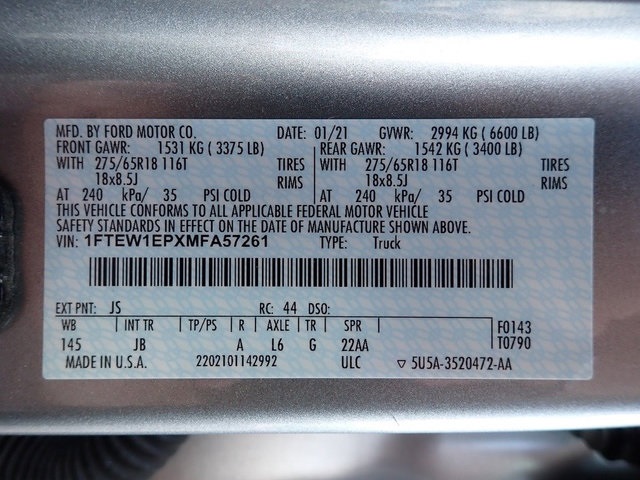 MFD. BY FORD MOTOR CO. DATE: 01/21 GVWR: 2994 KG ( 6600 LB)
FRONT GAWR: 1531 KG ( 3375 LB) REAR GAWR: 1542 KG ( 3400 LB)
WITH 275/65R18 116T TIRES WITH 275/65R18 116T TIRES
18x8.5J RIMS 18x8.5J RIMS
AT 240 kPa/ 35 PSI COLD AT 240 kPa/ 35 PSI COLD
THIS VEHICLE CONFORMS TO ALL APPLICABLE FEDERAL MOTOR VEHICLE
SAFETY STANDARDS IN EFFECT ON THE DATE OF MANUFACTURE SHOWN ABOVE.
VIN: 1FTEW1EPXMFA57261 TYPE: Truck
EXT PNT: JS RC: 44 DSO:
WB INT TR TP/PS R AXLE TR SPR F0143
145 JB A L6 G 22AA T0790
MADE IN U.S.A. 2202101142992 ULC ▽ 5U5A-3520472-AA